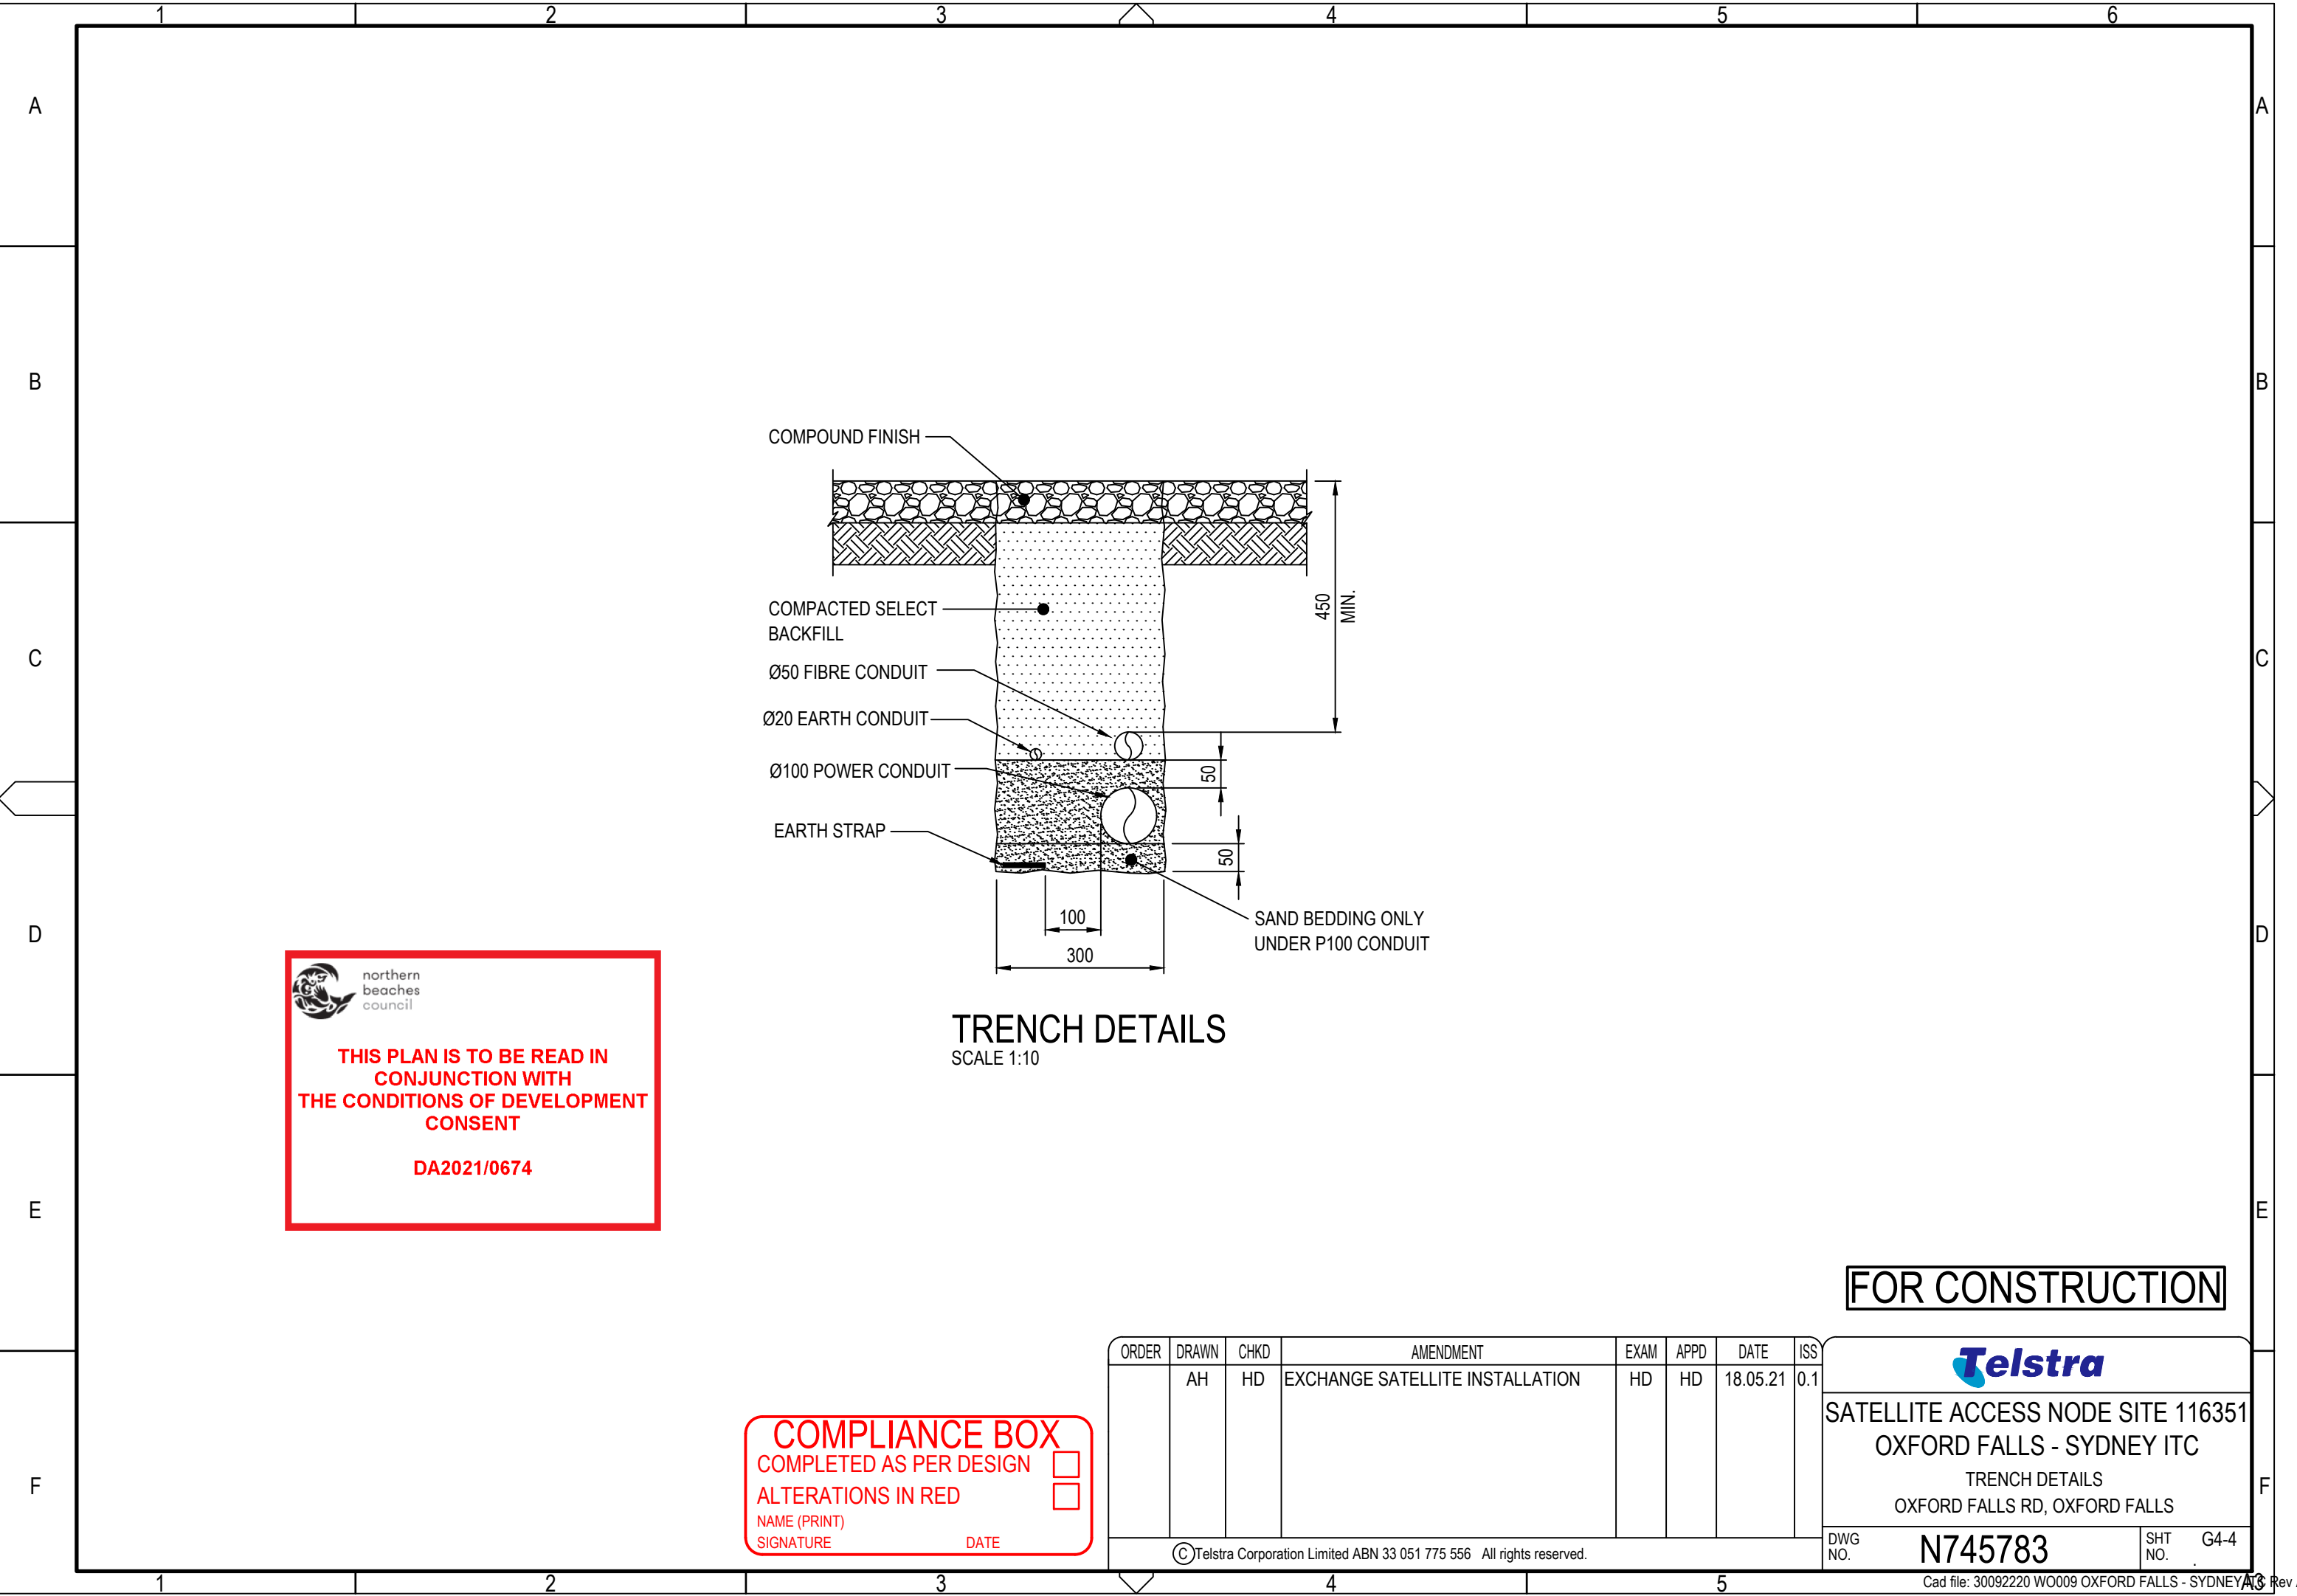 1 2 3 4 5 6
A A
B B
C C
D D
E E
F F
COMPOUND FINISH
COMPACTED SELECT
BACKFILL
Ø50 FIBRE CONDUIT
Ø20 EARTH CONDUIT
Ø100 POWER CONDUIT
EARTH STRAP
450
MIN.
50
50
100
300
SAND BEDDING ONLY
UNDER P100 CONDUIT
TRENCH DETAILS
SCALE 1:10
northern
beaches
council
THIS PLAN IS TO BE READ IN
CONJUNCTION WITH
THE CONDITIONS OF DEVELOPMENT
CONSENT
DA2021/0674
FOR CONSTRUCTION
COMPLIANCE BOX
COMPLETED AS PER DESIGN
ALTERATIONS IN RED
NAME (PRINT)
SIGNATURE DATE
ORDER DRAWN CHKD AMENDMENT EXAM APPD DATE ISS
AH HD EXCHANGE SATELLITE INSTALLATION HD HD 18.05.21 0.1
© Telstra Corporation Limited ABN 33 051 775 556 All rights reserved.
Telstra
SATELLITE ACCESS NODE SITE 116351
OXFORD FALLS - SYDNEY ITC
TRENCH DETAILS
OXFORD FALLS RD, OXFORD FALLS
DWG
NO.
N745783
SHT
NO.
G4-4
.
1 2 3 4 5
Cad file: 30092220 WO009 OXFORD FALLS - SYDNEY ITC Rev
A3